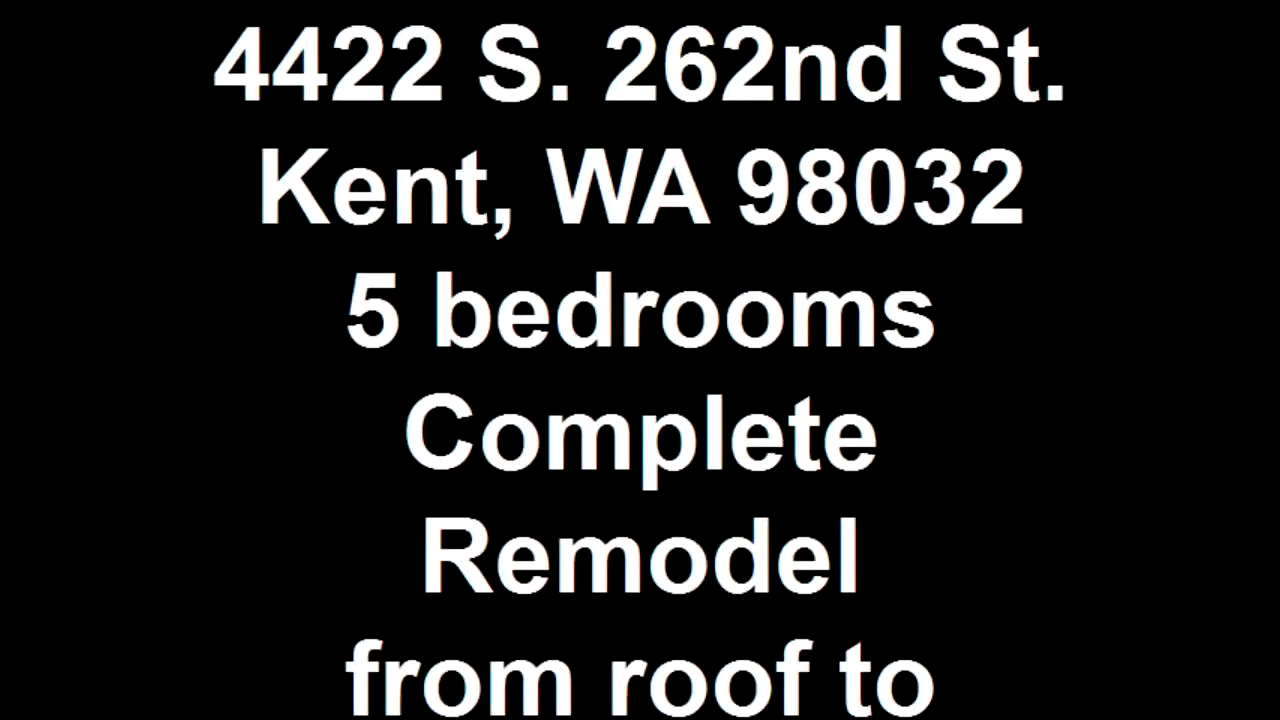 4422 S. 262nd St.
Kent, WA 98032
5 bedrooms
Complete
Remodel
from roof to